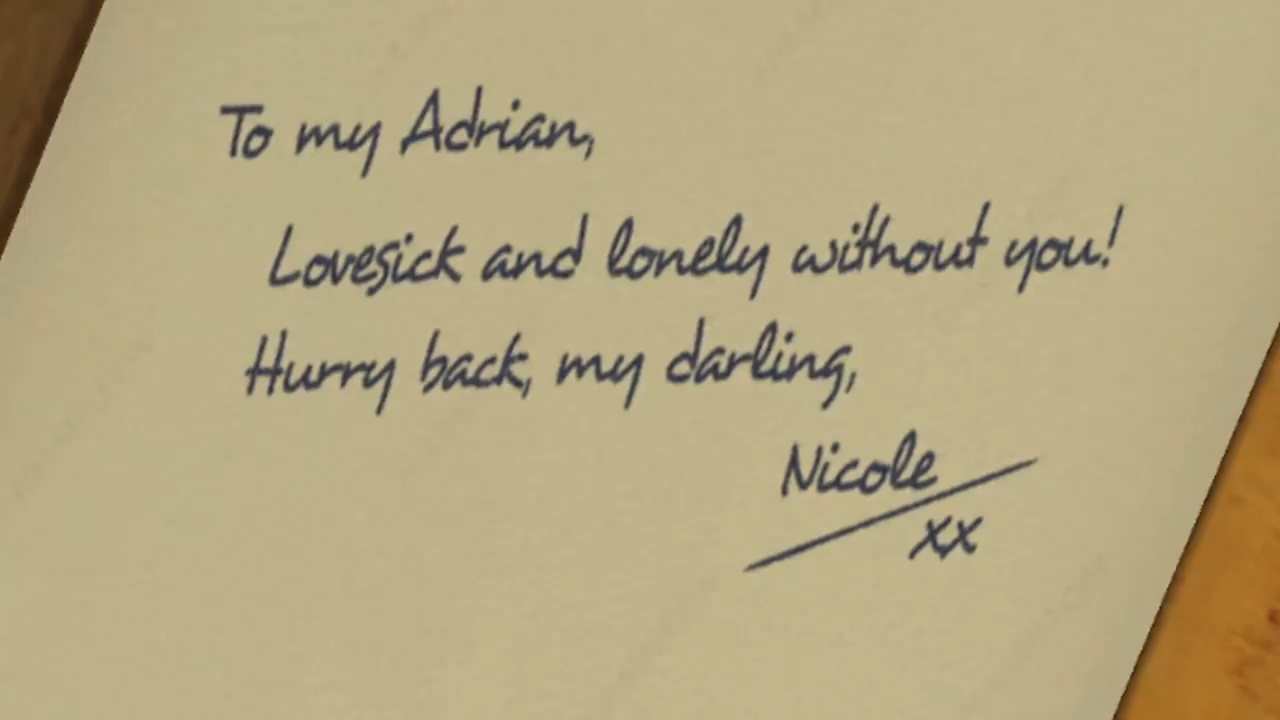 To my Adrian,
Lovesick and lonely without you!
Hurry back, my darling,
Nicole
xx